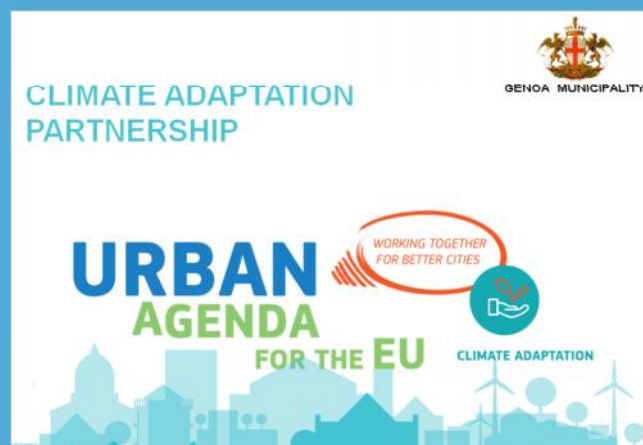 GENOA MUNICIPALITY
CLIMATE ADAPTATION
PARTNERSHIP
WORKING TOGETHER
FOR BETTER CITIES
URBAN
AGENDA
FOR THE EU
CLIMATE ADAPTATION